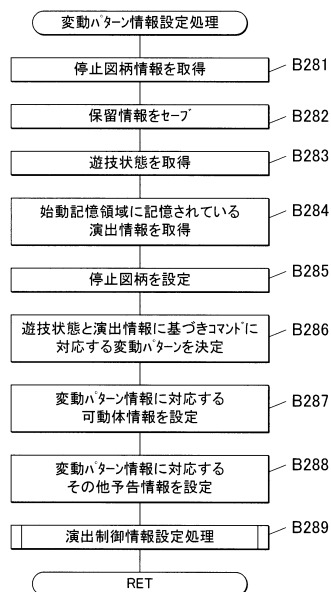 変動パターン情報設定処理
停止図柄情報を取得
B281
保留情報をセーブ
B282
遊技状態を取得
B283
始動記憶領域に記憶されている
演出情報を取得
B284
停止図柄を設定
B285
遊技状態と演出情報に基づきコマンドに
対応する変動パターンを決定
B286
変動パターン情報に対応する
可動体情報を設定
B287
変動パターン情報に対応する
その他予告情報を設定
B288
演出制御情報設定処理
B289
RET